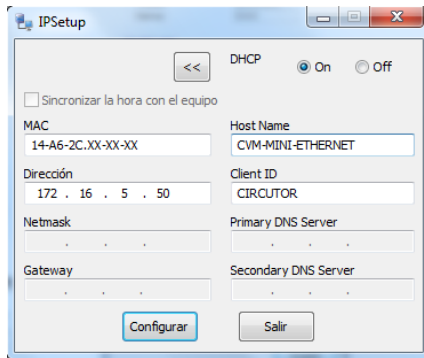 IPSetup
<<
DHCP
On
Off
Sincronizar la hora con el equipo
MAC
Host Name
14-A6-2C.XX-XX-XX
CVM-MINI-ETHERNET
Dirección
Client ID
172 . 16 . 5 . 50
CIRCUTOR
Netmask
Primary DNS Server
. . .
. . .
Gateway
Secondary DNS Server
. . .
. . .
Configurar
Salir